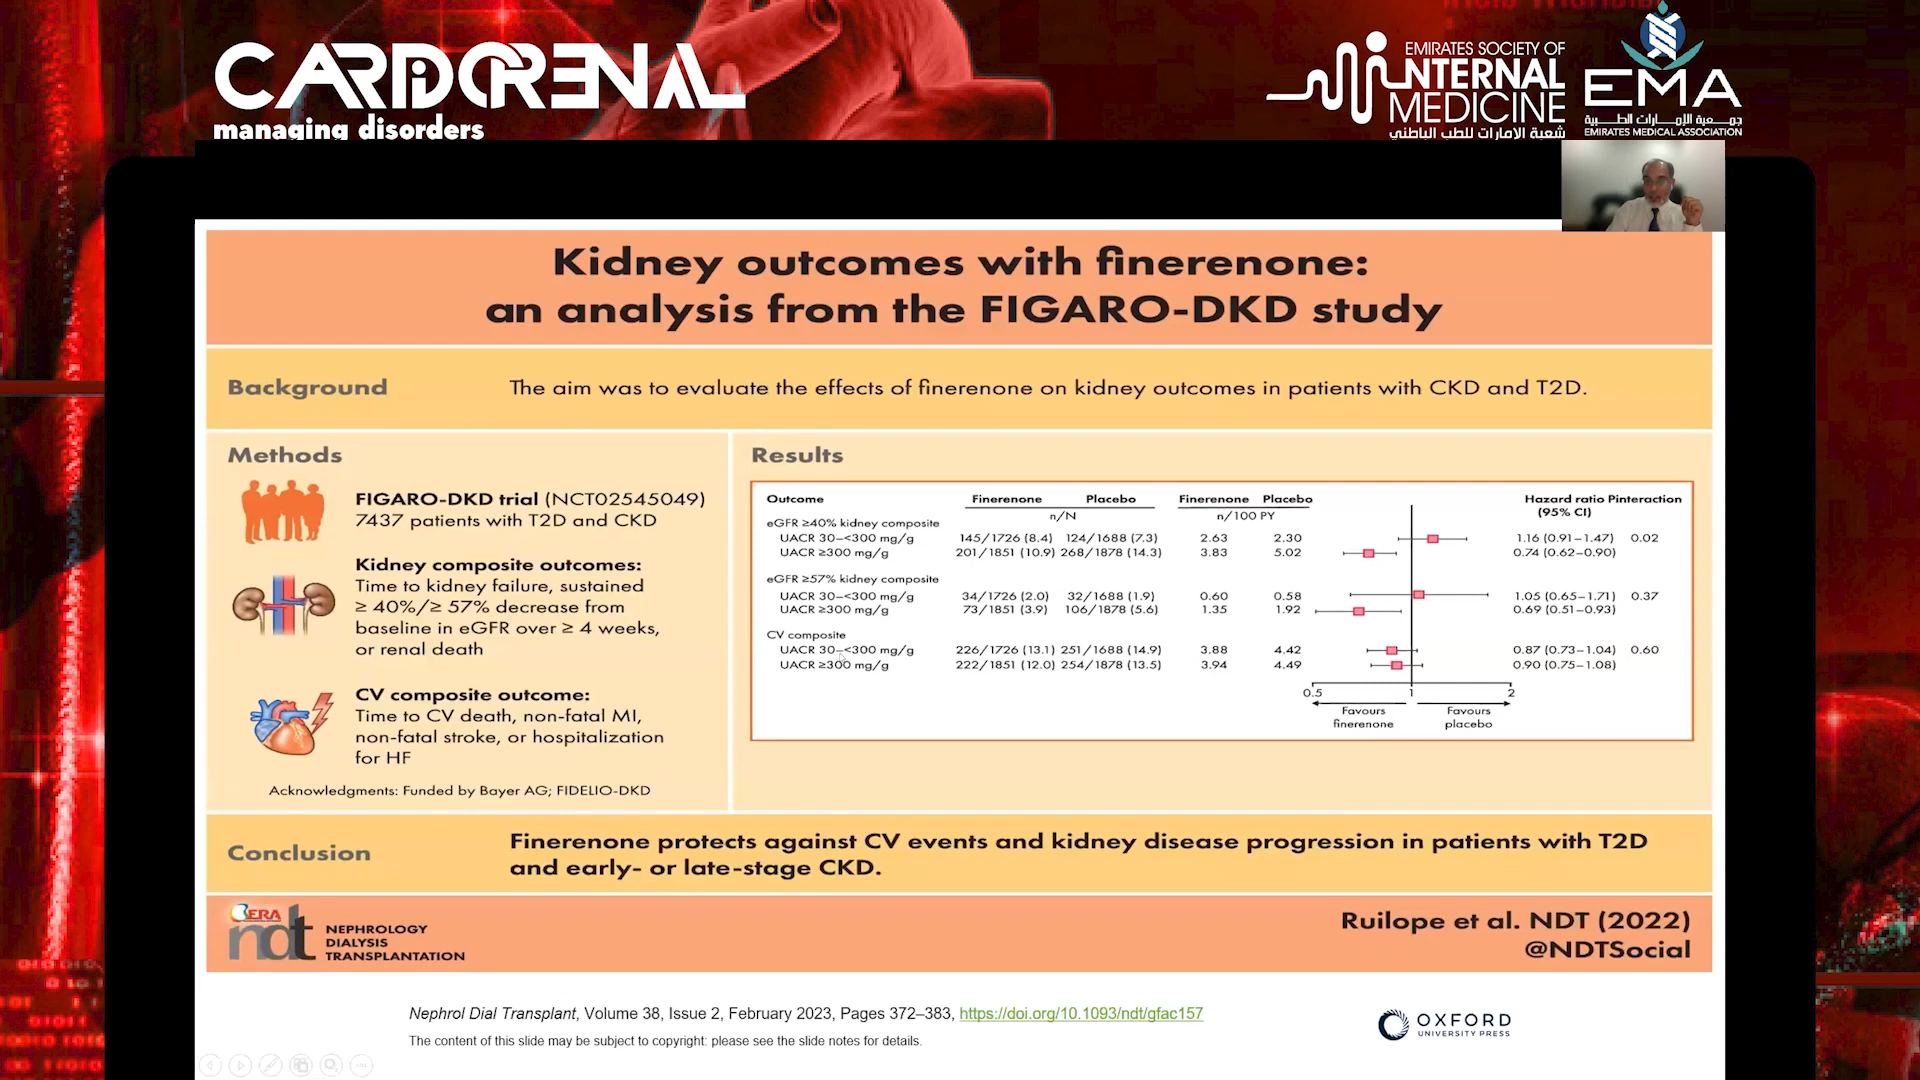 CARDIORENAL
managing disorders
EMIRATES SOCIETY OF
INTERNAL
MEDICINE
شعبة الإمارات للطب الباطني
EMA
جمعية الإمارات الطبية
EMIRATES MEDICAL ASSOCIATION
Kidney outcomes with finerenone:
an analysis from the FIGARO-DKD study
Background
The aim was to evaluate the effects of finerenone on kidney outcomes in patients with CKD and T2D.
Methods
FIGARO-DKD trial (NCT02545049)
7437 patients with T2D and CKD
Kidney composite outcomes:
Time to kidney failure, sustained
≥ 40%/≥ 57% decrease from
baseline in eGFR over ≥ 4 weeks,
or renal death
CV composite outcome:
Time to CV death, non-fatal MI,
non-fatal stroke, or hospitalization
for HF
Acknowledgments: Funded by Bayer AG; FIDELIO-DKD
Results
Outcome Finerenone Placebo Finerenone Placebo Hazard ratio Pinteraction
n/N n/100 PY (95% CI)
eGFR ≥40% kidney composite
UACR 30–<300 mg/g 145/1726 (8.4) 124/1688 (7.3) 2.63 2.30 1.16 (0.91–1.47) 0.02
UACR ≥300 mg/g 201/1851 (10.9) 268/1878 (14.3) 3.83 5.02 0.74 (0.62–0.90)
eGFR ≥57% kidney composite
UACR 30–<300 mg/g 34/1726 (2.0) 32/1688 (1.9) 0.60 0.58 1.05 (0.65–1.71) 0.37
UACR ≥300 mg/g 73/1851 (3.9) 106/1878 (5.6) 1.35 1.92 0.69 (0.51–0.93)
CV composite
UACR 30–<300 mg/g 226/1726 (13.1) 251/1688 (14.9) 3.88 4.42 0.87 (0.73–1.04) 0.60
UACR ≥300 mg/g 222/1851 (12.0) 254/1878 (13.5) 3.94 4.49 0.90 (0.75–1.08)
0.5 1 2
Favours Favours
finerenone placebo
Conclusion
Finerenone protects against CV events and kidney disease progression in patients with T2D
and early- or late-stage CKD.
ERA
ndt
NEPHROLOGY
DIALYSIS
TRANSPLANTATION
Ruilope et al. NDT (2022)
@NDTSocial
Nephrol Dial Transplant, Volume 38, Issue 2, February 2023, Pages 372–383, https://doi.org/10.1093/ndt/gfac157
The content of this slide may be subject to copyright: please see the slide notes for details.
OXFORD
UNIVERSITY PRESS